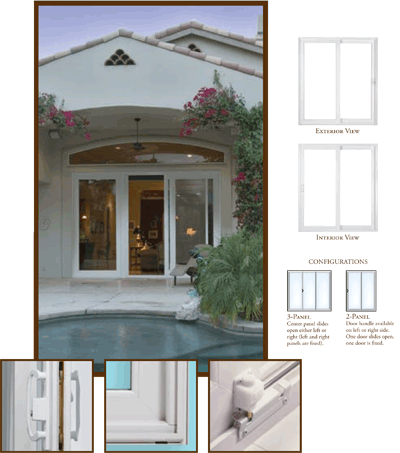 EXTERIOR VIEW
INTERIOR VIEW
CONFIGURATIONS
3-PANEL
Center panel slides
open either left or
right (left and right
panels are fixed).
2-PANEL
Door handle available
on left or right side.
One door slides open,
one door is fixed.